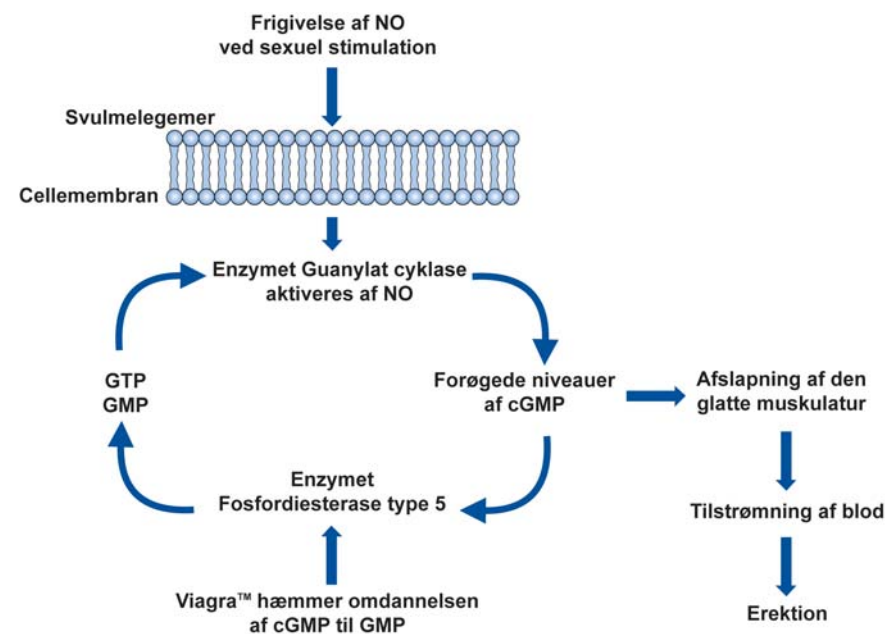 Frigivelse af NO
ved sexuel stimulation
Svulmelegemer
Cellemembran
Enzymet Guanylat cyklase
aktiveres af NO
GTP
GMP
Forøgede niveauer
af cGMP
Afslapning af den
glatte muskulatur
Enzymet
Fosfordiesterase type 5
Tilstrømning af blod
Viagra™ hæmmer omdannelsen
af cGMP til GMP
Erektion